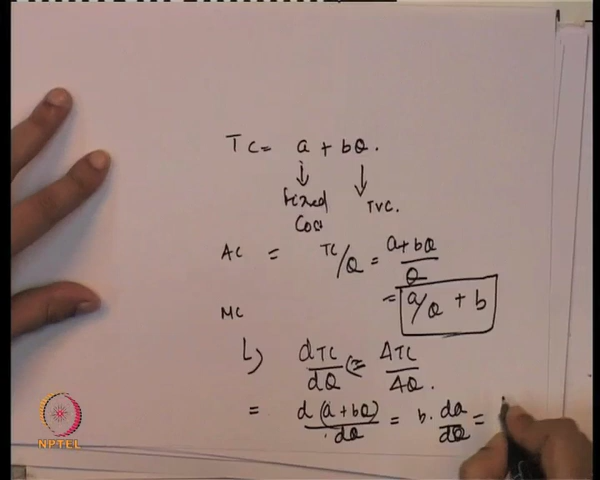 TC = a + bQ.
Fixed TVC.
Cost
AC = TC/Q = a+bQ/Q
= a/Q + b
MC
dTC/dQ = ΔTC/ΔQ.
= d(a+bQ)/dQ = b. dQ/dQ =
NPTEL